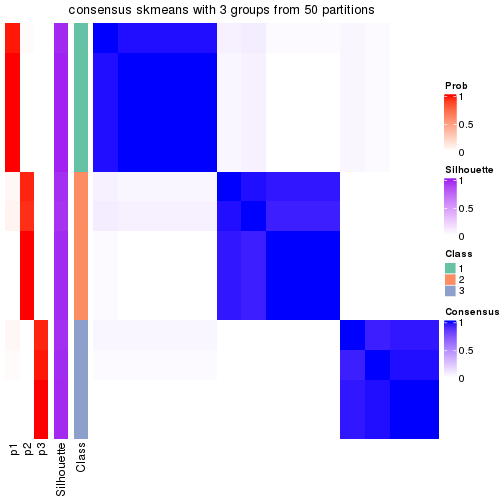 consensus skmeans with 3 groups from 50 partitions
Prob
1
0.5
0
Silhouette
1
0.5
0
Class
1
2
3
Consensus
1
0.5
0
p1
p2
p3
Silhouette
Class